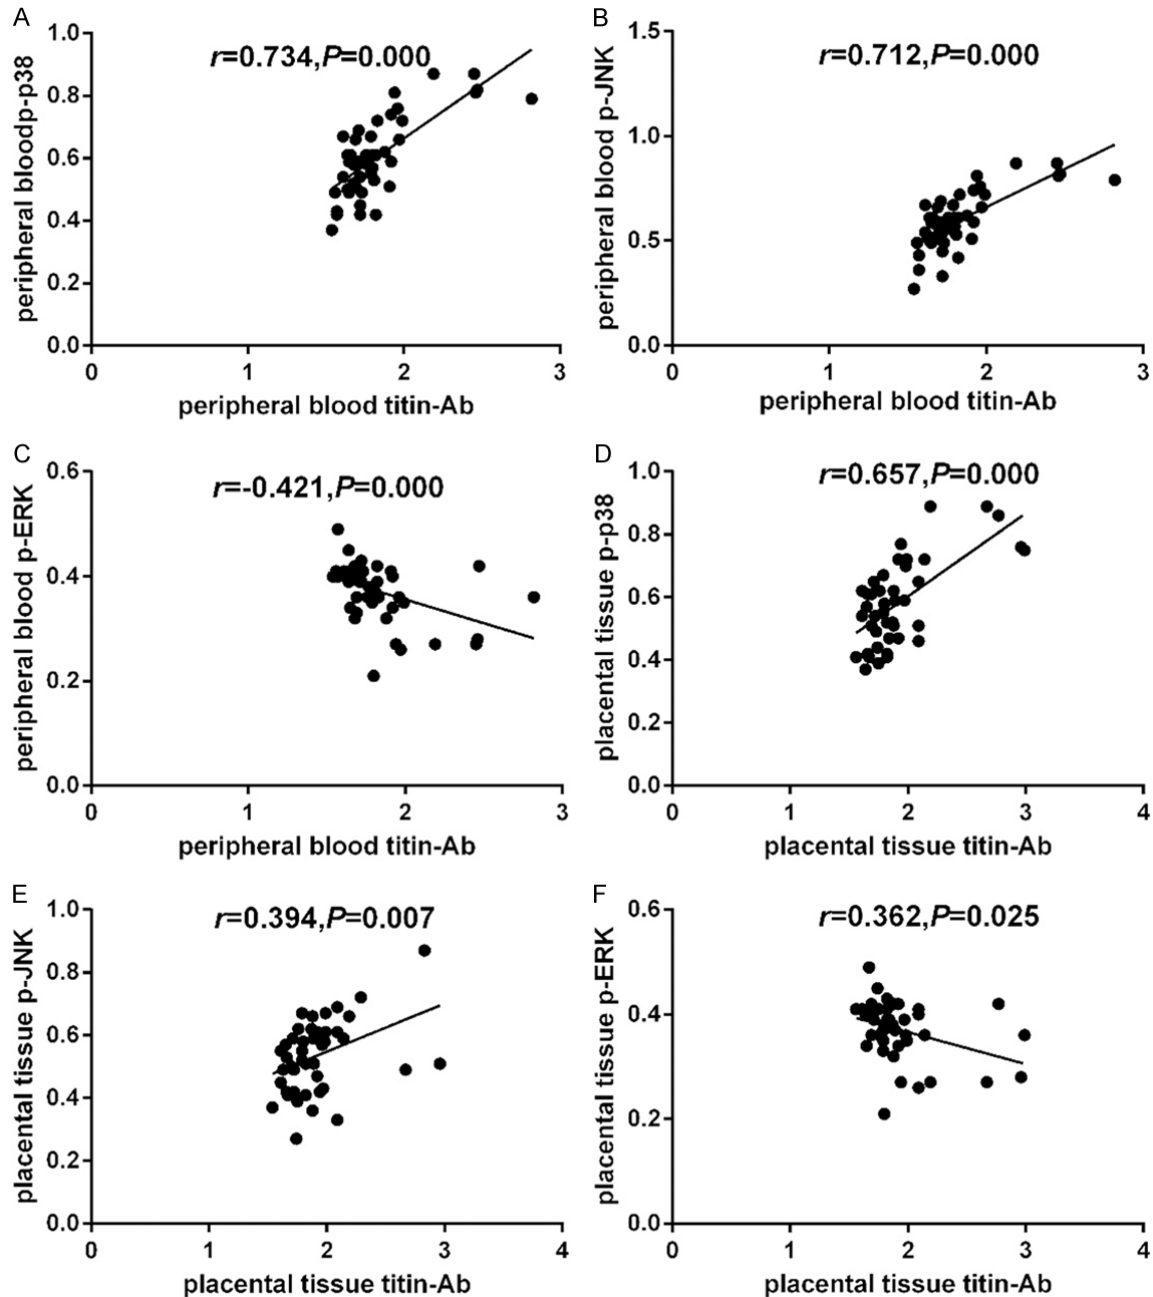 A
r=0.734,P=0.000
peripheral bloodp-p38
1.0
0.8
0.6
0.4
0.2
0.0
0 1 2 3
peripheral blood titin-Ab
B
r=0.712,P=0.000
peripheral blood p-JNK
1.5
1.0
0.5
0.0
0 1 2 3
peripheral blood titin-Ab
C
r=-0.421,P=0.000
peripheral blood p-ERK
0.6
0.4
0.2
0.0
0 1 2 3
peripheral blood titin-Ab
D
r=0.657,P=0.000
placental tissue p-p38
1.0
0.8
0.6
0.4
0.2
0.0
0 1 2 3 4
placental tissue titin-Ab
E
r=0.394,P=0.007
placental tissue p-JNK
1.0
0.8
0.6
0.4
0.2
0.0
0 1 2 3 4
placental tissue titin-Ab
F
r=0.362,P=0.025
placental tissue p-ERK
0.6
0.4
0.2
0.0
0 1 2 3 4
placental tissue titin-Ab